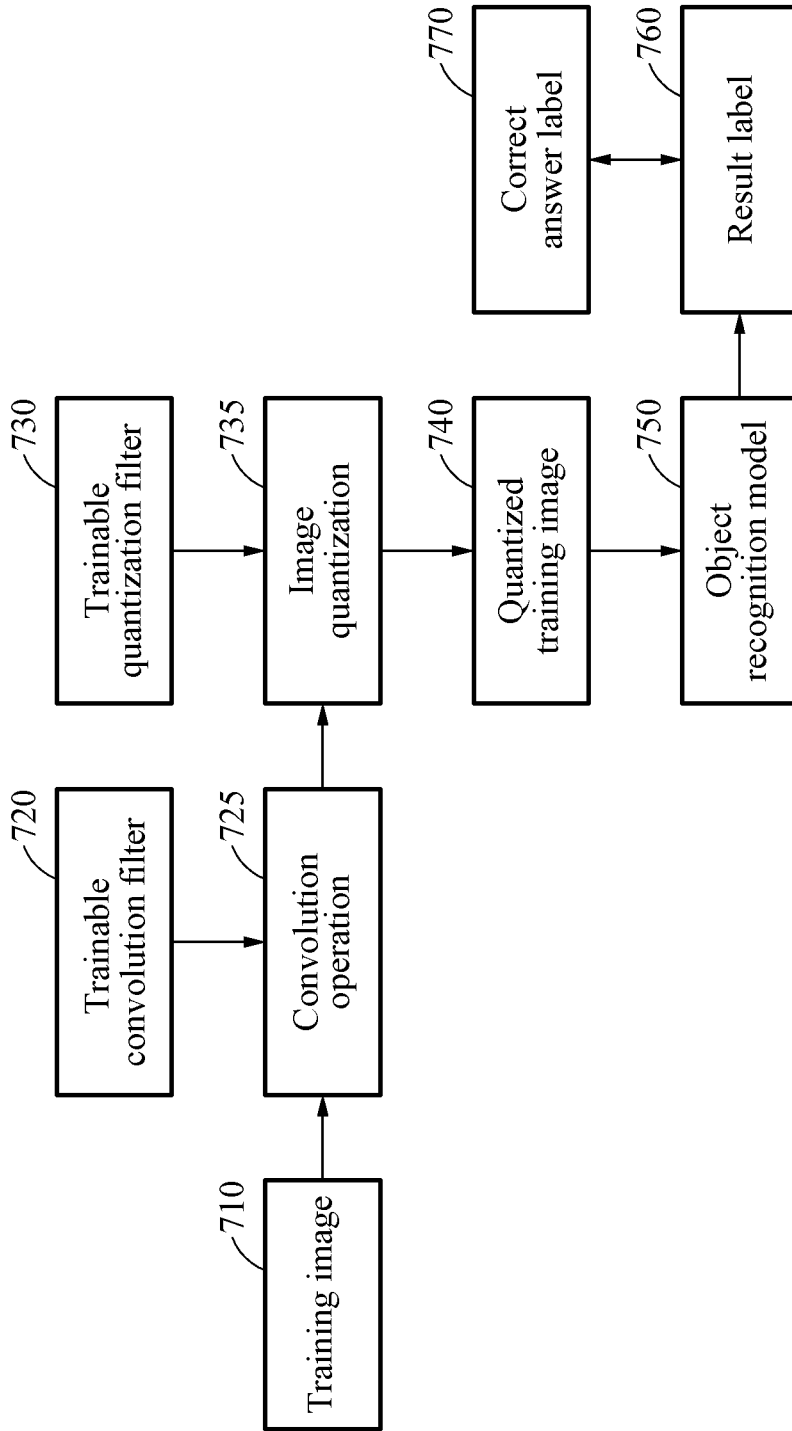 710
Training image
720
Trainable
convolution filter
725
Convolution
operation
730
Trainable
quantization filter
735
Image
quantization
740
Quantized
training image
750
Object
recognition model
770
Correct
answer label
760
Result label